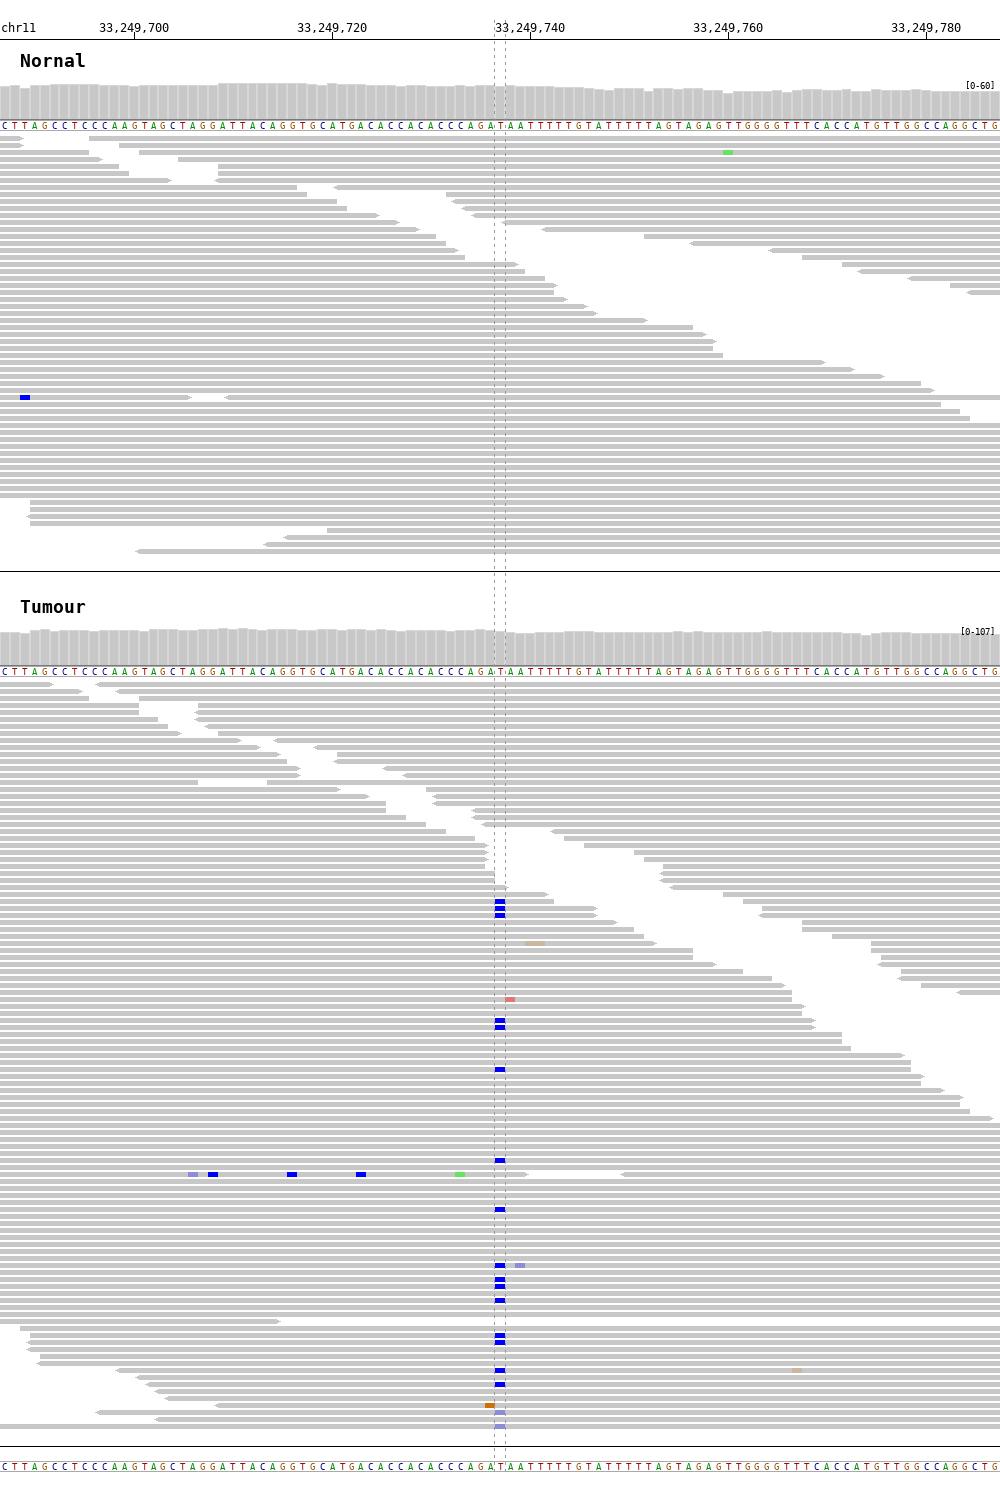 chr11 33,249,700 33,249,720 33,249,740 33,249,760 33,249,780
Nornal
[0-60]
CTTAGCCTCCCAAGTAGCTAGGATTACAGGTGCATGACACCACACCCAGATAATTTTTGTATTTTTAGTAGAGTTGGGGTTTCACCATGTTGGCCAGGCTG
Tumour
[0-107]
CTTAGCCTCCCAAGTAGCTAGGATTACAGGTGCATGACACCACACCCAGATAATTTTTGTATTTTTAGTAGAGTTGGGGTTTCACCATGTTGGCCAGGCTG
CTTAGCCTCCCAAGTAGCTAGGATTACAGGTGCATGACACCACACCCAGATAATTTTTGTATTTTTAGTAGAGTTGGGGTTTCACCATGTTGGCCAGGCTG